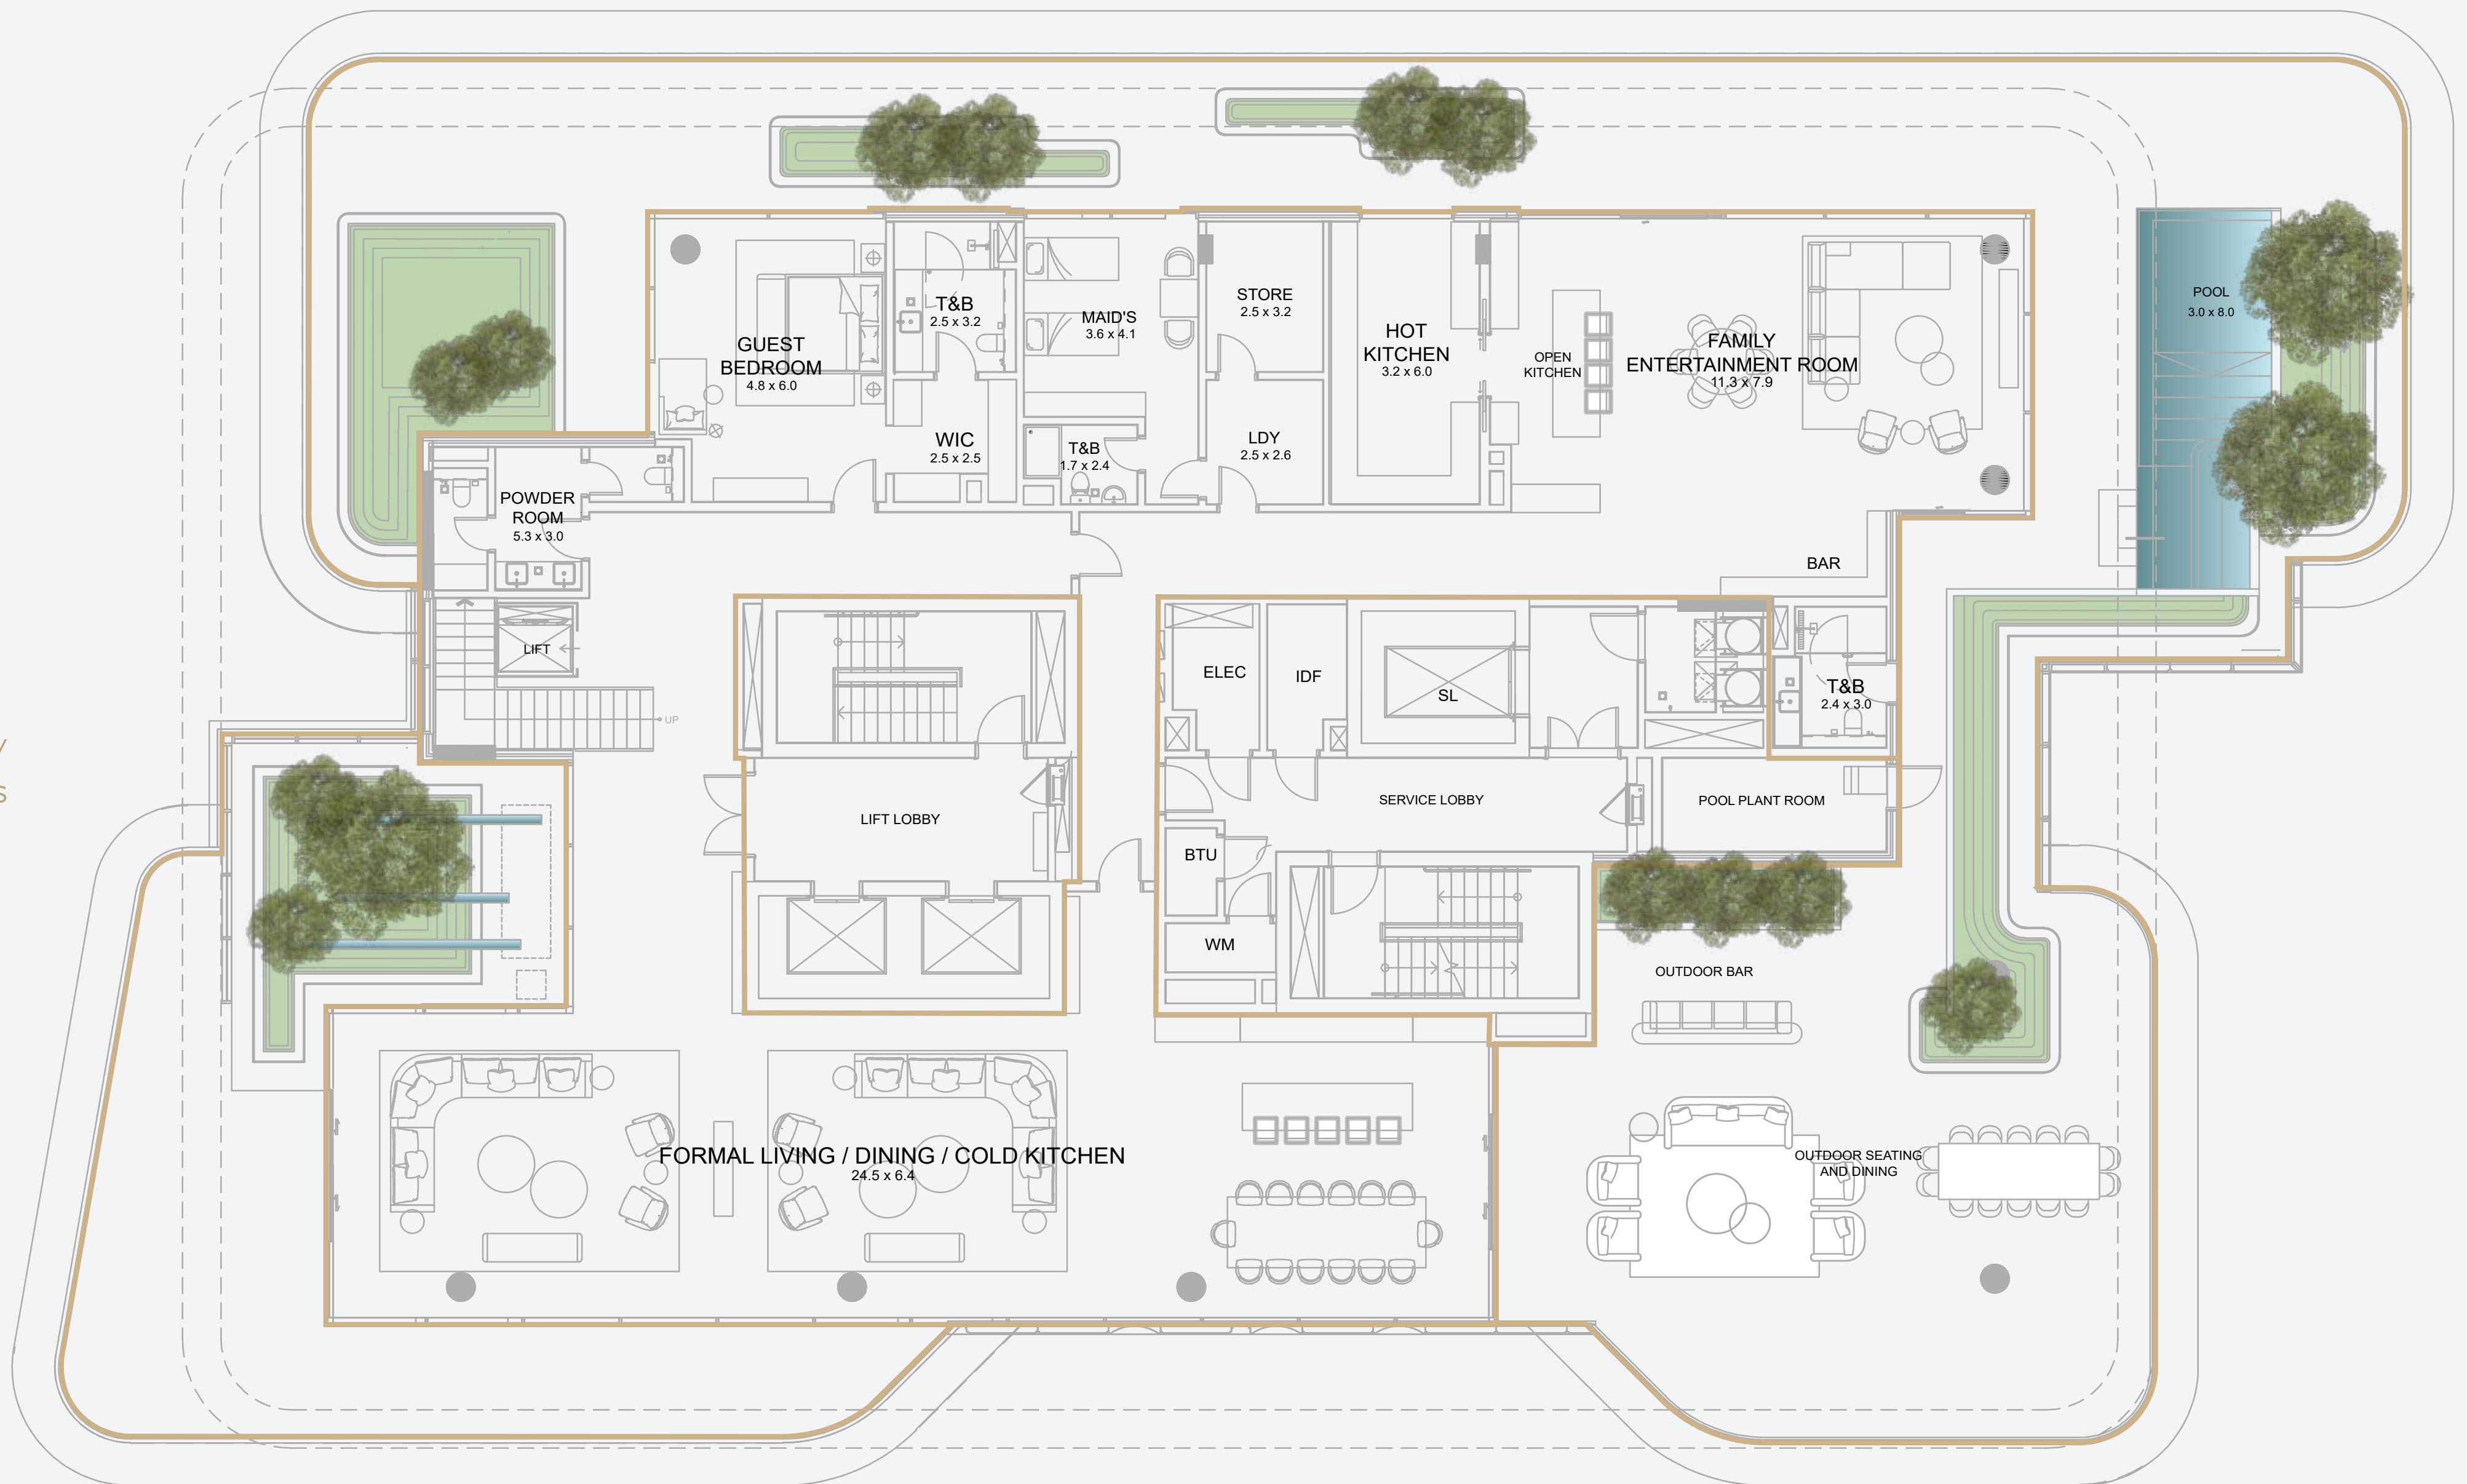 STORE
2.5 x 3.2
POOL
3.0 x 8.0
T&B
2.5 x 3.2
MAID'S
3.6 x 4.1
GUEST
BEDROOM
4.8 x 6.0
HOT
KITCHEN
3.2 x 6.0
OPEN
KITCHEN
FAMILY
ENTERTAINMENT ROOM
11.3 x 7.9
WIC
2.5 x 2.5
T&B
1.7 x 2.4
LDY
2.5 x 2.6
POWDER
ROOM
5.3 x 3.0
BAR
LIFT
UP
ELEC
IDF
SL
T&B
2.4 x 3.0
LIFT LOBBY
SERVICE LOBBY
POOL PLANT ROOM
BTU
WM
OUTDOOR BAR
FORMAL LIVING / DINING / COLD KITCHEN
24.5 x 6.4
OUTDOOR SEATING
AND DINING